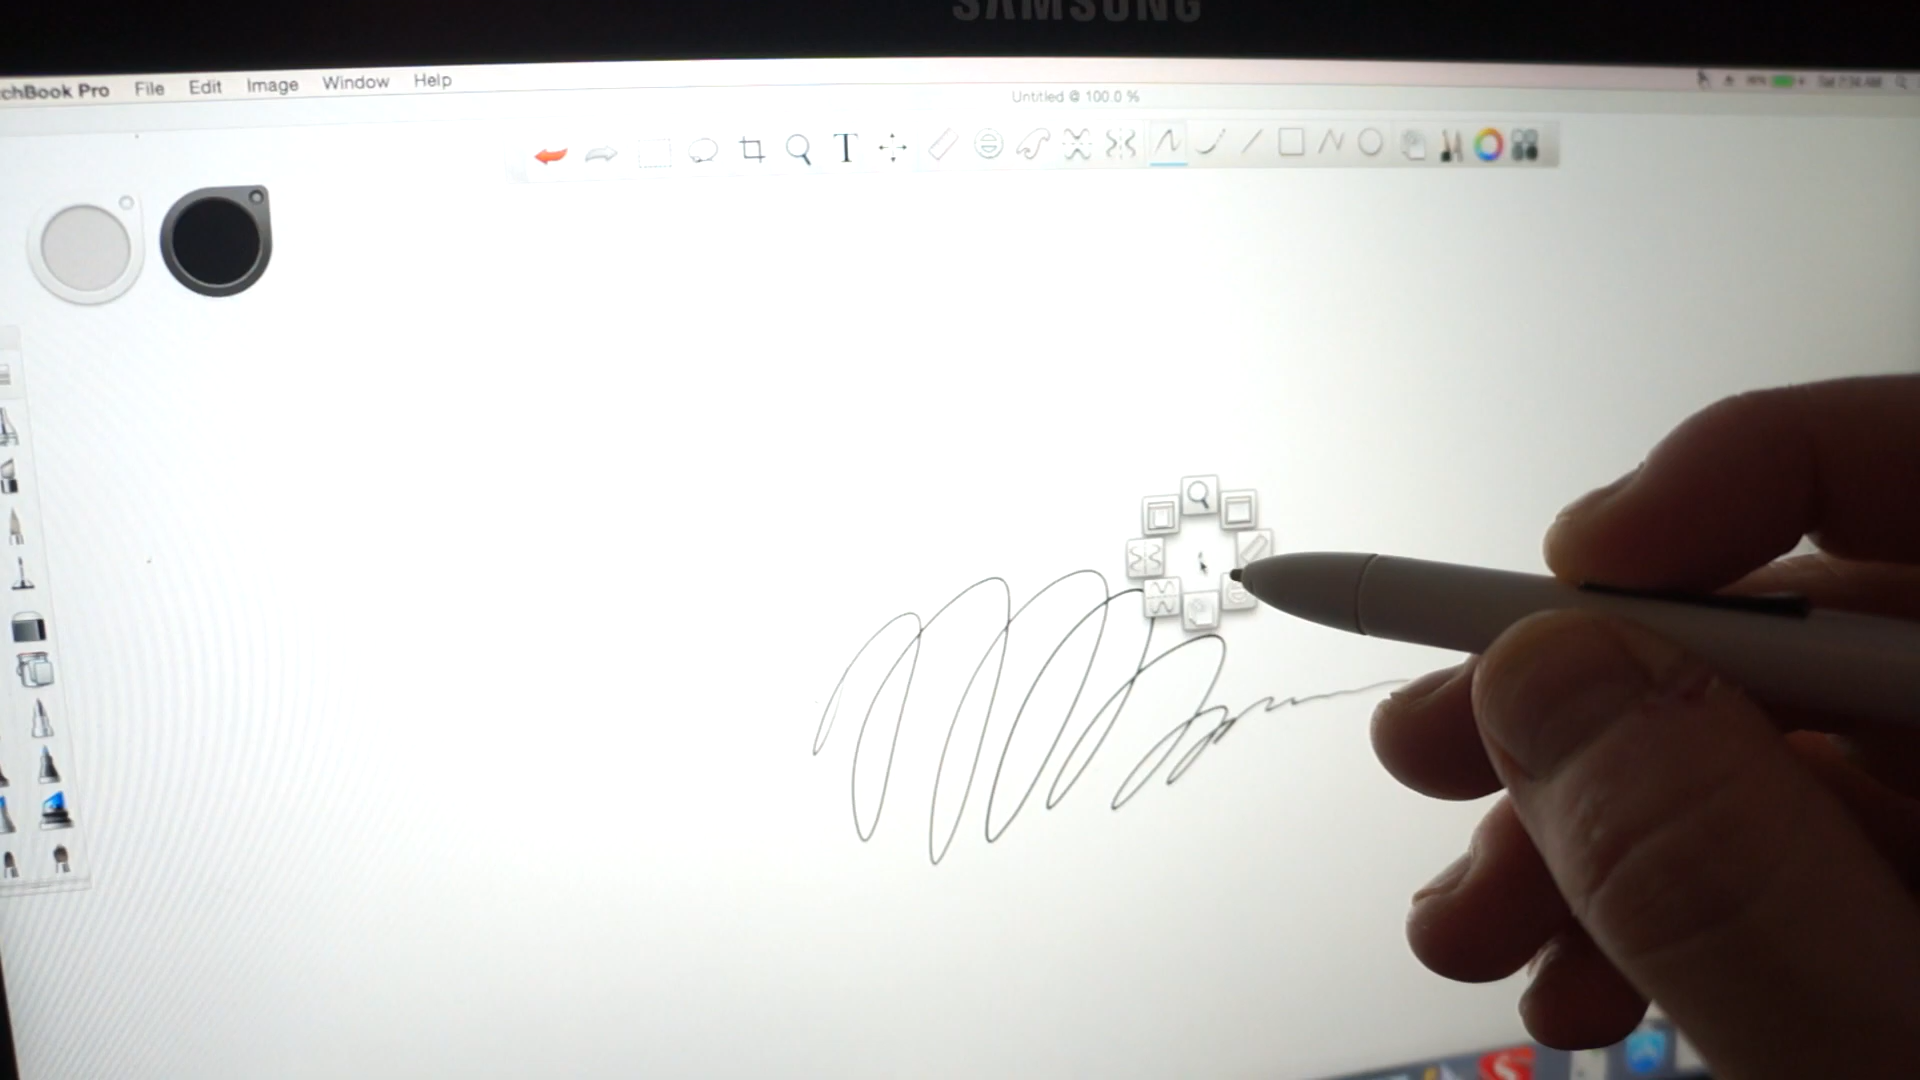 SAMSUNG
chBook Pro File Edit Image Window Help
Untitled @ 100.0 %
T